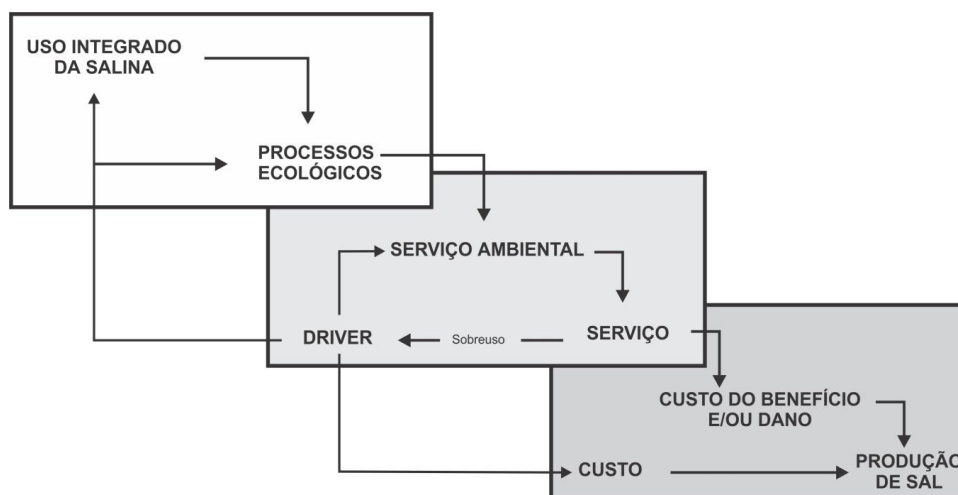 USO INTEGRADO
DA SALINA
PROCESSOS
ECOLÓGICOS
SERVIÇO AMBIENTAL
DRIVER
Sobreuso
SERVIÇO
CUSTO DO BENEFÍCIO
E/OU DANO
CUSTO
PRODUÇÃO
DE SAL